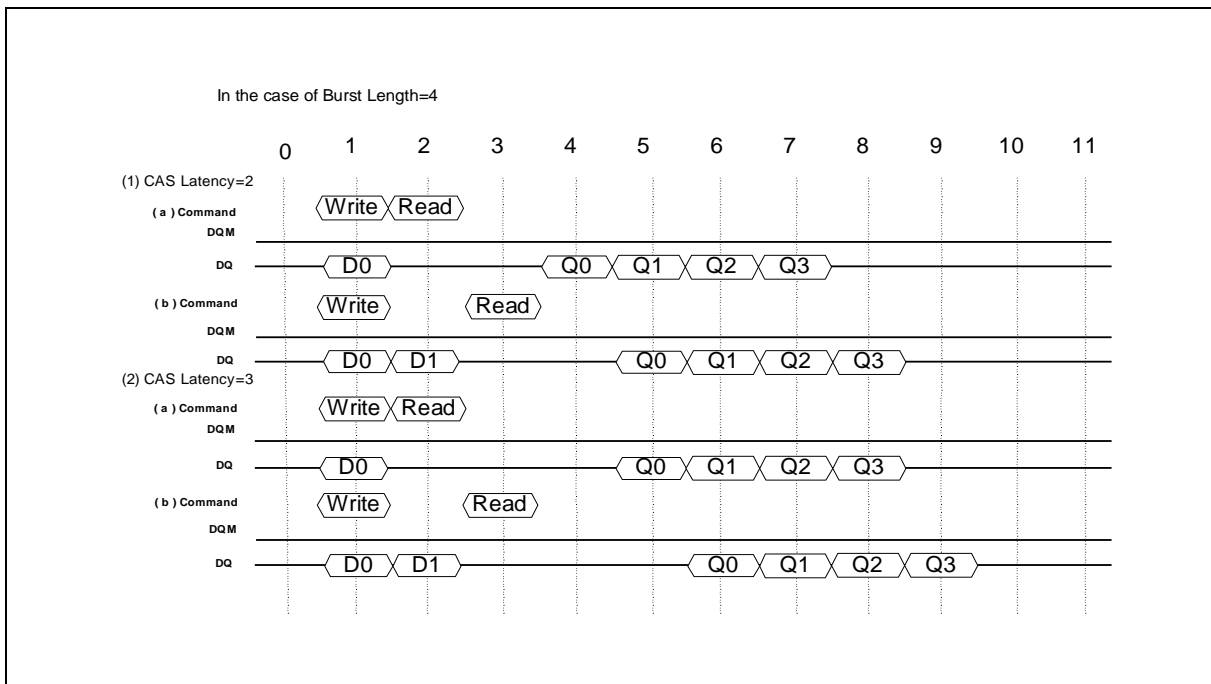 In the case of Burst Length=4
0 1 2 3 4 5 6 7 8 9 10 11
(1) CAS Latency=2
( a ) Command Write Read
DQM
DQ D0 Q0 Q1 Q2 Q3
( b ) Command Write Read
DQM
DQ D0 D1 Q0 Q1 Q2 Q3
(2) CAS Latency=3
( a ) Command Write Read
DQM
DQ D0 Q0 Q1 Q2 Q3
( b ) Command Write Read
DQM
DQ D0 D1 Q0 Q1 Q2 Q3